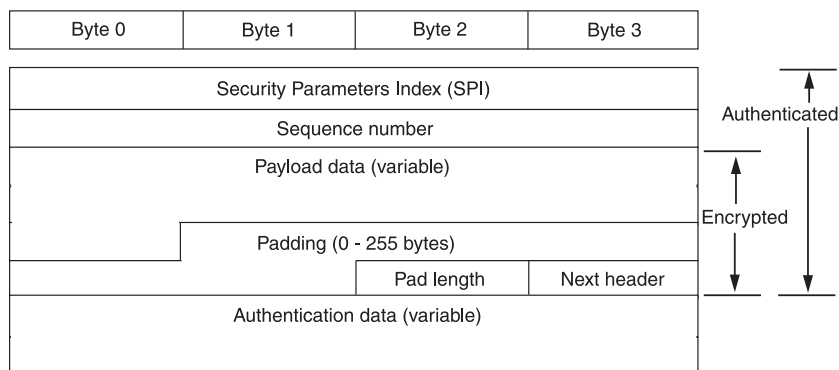 Byte 0 Byte 1 Byte 2 Byte 3
Security Parameters Index (SPI)
Authenticated
Sequence number
Payload data (variable)
Encrypted
Padding (0 - 255 bytes)
Pad length Next header
Authentication data (variable)